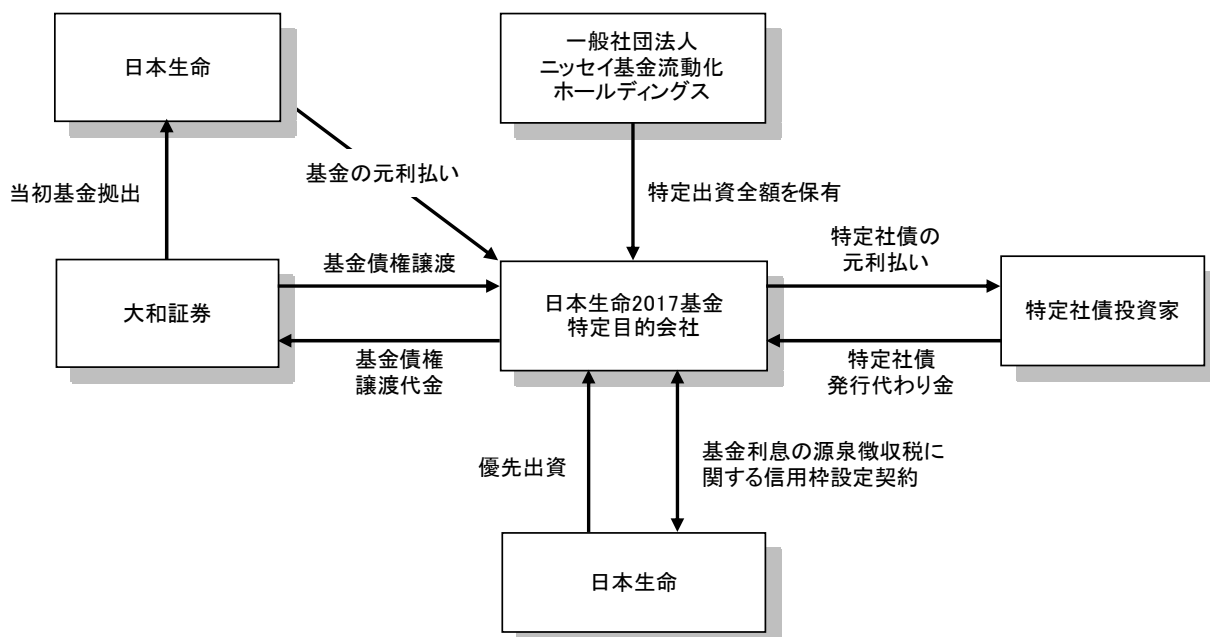 日本生命
一般社団法人
ニッセイ基金流動化
ホールディングス
当初基金拠出
基金の元利払い
特定出資全額を保有
大和証券
基金債権譲渡
基金債権
譲渡代金
日本生命2017基金
特定目的会社
特定社債の
元利払い
特定社債
発行代わり金
特定社債投資家
優先出資
基金利息の源泉徴収税に
関する信用枠設定契約
日本生命